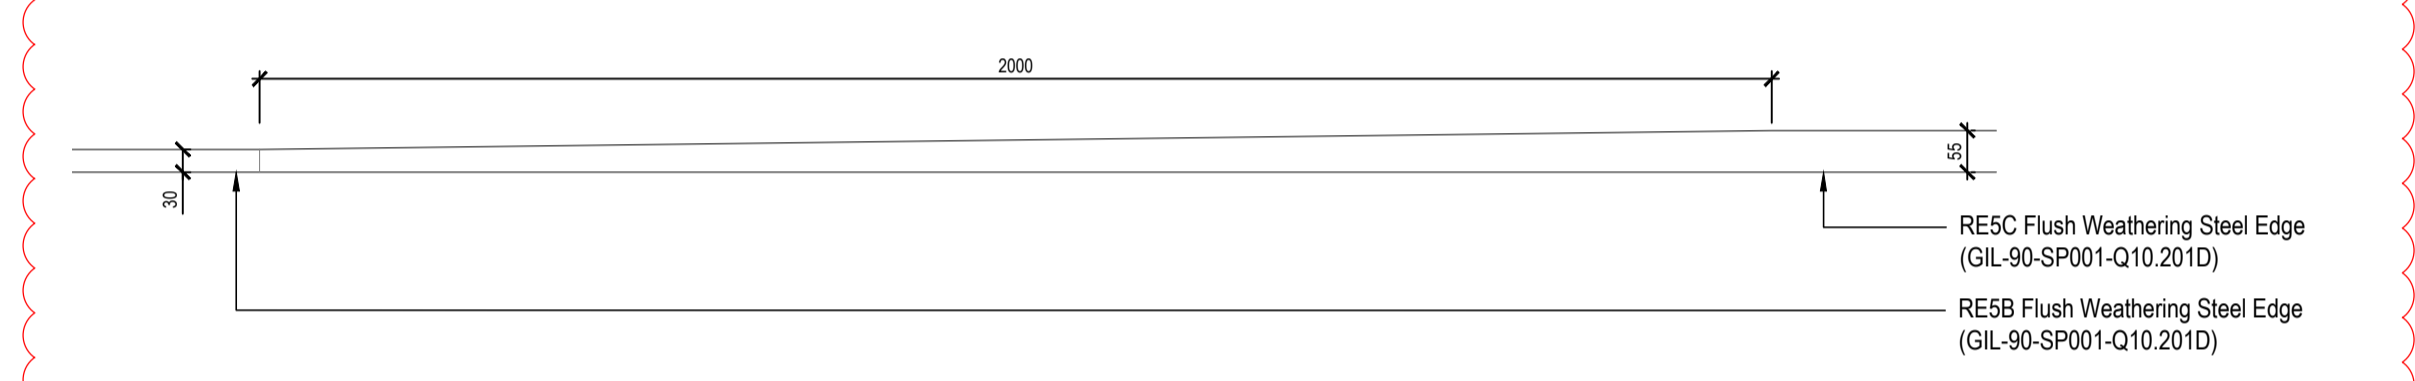 2000
30
55
RE5C Flush Weathering Steel Edge
(GIL-90-SP001-Q10.201D)
RE5B Flush Weathering Steel Edge
(GIL-90-SP001-Q10.201D)